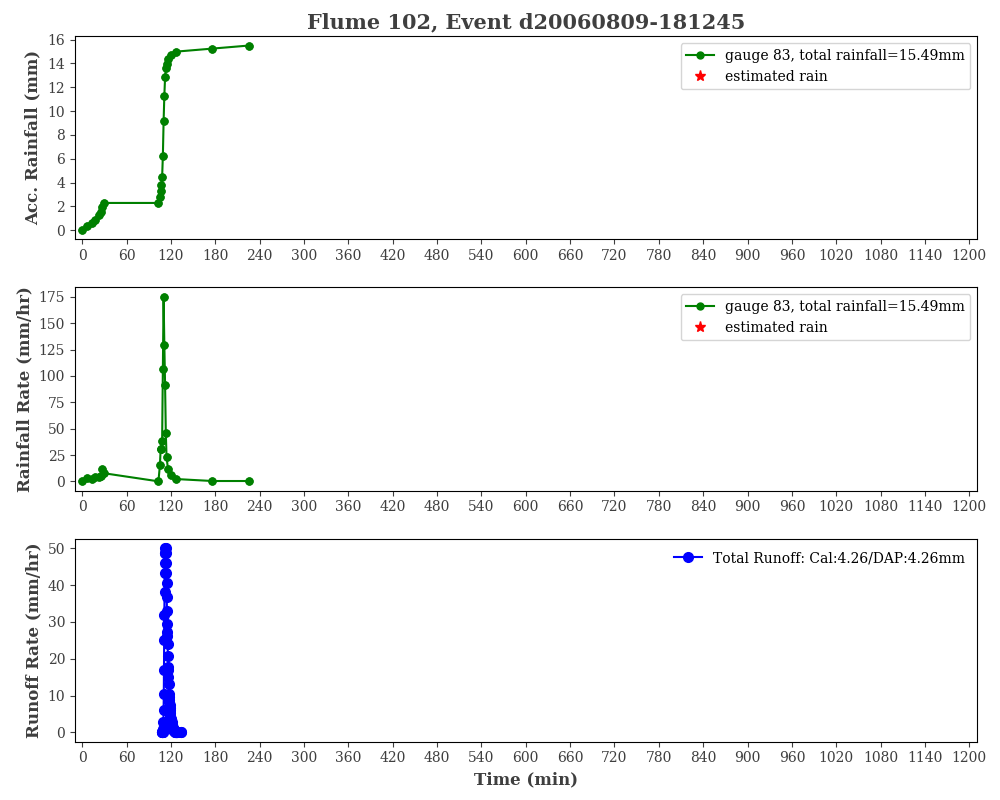 Flume 102, Event d20060809-181245
Acc. Rainfall (mm)
16
14
12
10
8
6
4
2
0
gauge 83, total rainfall=15.49mm
estimated rain
0 60 120 180 240 300 360 420 480 540 600 660 720 780 840 900 960 1020 1080 1140 1200
Rainfall Rate (mm/hr)
175
150
125
100
75
50
25
0
gauge 83, total rainfall=15.49mm
estimated rain
0 60 120 180 240 300 360 420 480 540 600 660 720 780 840 900 960 1020 1080 1140 1200
Runoff Rate (mm/hr)
50
40
30
20
10
0
Total Runoff: Cal:4.26/DAP:4.26mm
0 60 120 180 240 300 360 420 480 540 600 660 720 780 840 900 960 1020 1080 1140 1200
Time (min)